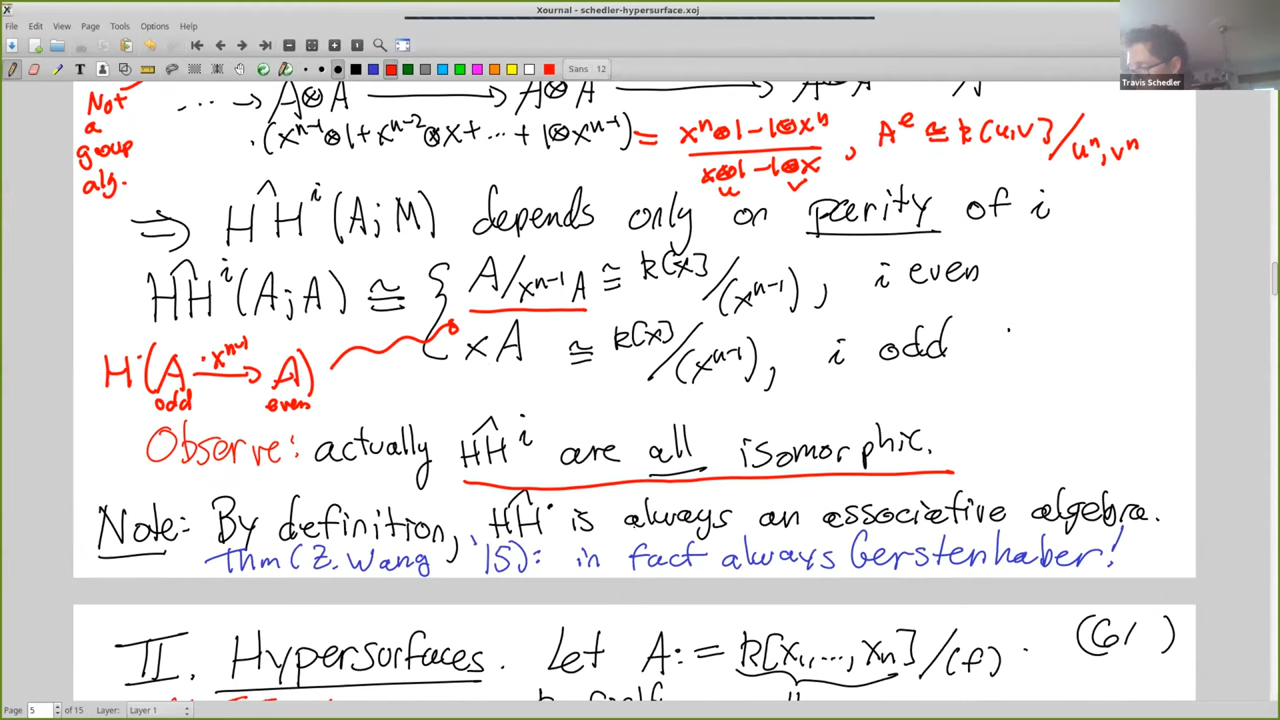 Xournal - schedler-hypersurface.xoj
File Edit View Page Tools Options Help
Sans 12
Travis Schedler
Not a group alg.
··· → A⊗A → A⊗A → A⊗A A
·(x^{n-1}⊗1+x^{n-2}⊗x+···+1⊗x^{n-1}) = (x^n⊗1-1⊗x^n)/(x⊗1-1⊗x), A^e ≅ k[u,v]/u^n,v^n
u v
⇒ ĤH^i(A;M) depends only on parity of i
ĤH^i(A;A) ≅ { A/x^{n-1}A ≅ k[x]/(x^{n-1}), i even
xA ≅ k[x]/(x^{n-1}), i odd
H^·(A →^{·x^{n-1}} A)
odd even
Observe: actually ĤH^i are all isomorphic.
Note: By definition, ĤH^· is always an associative algebra.
Thm (Z. Wang '15): in fact always Gerstenhaber!
II. Hypersurfaces. Let A := k[x_1,...,x_n]/(f). (6/ )
Page 5 of 15 Layer: Layer 1